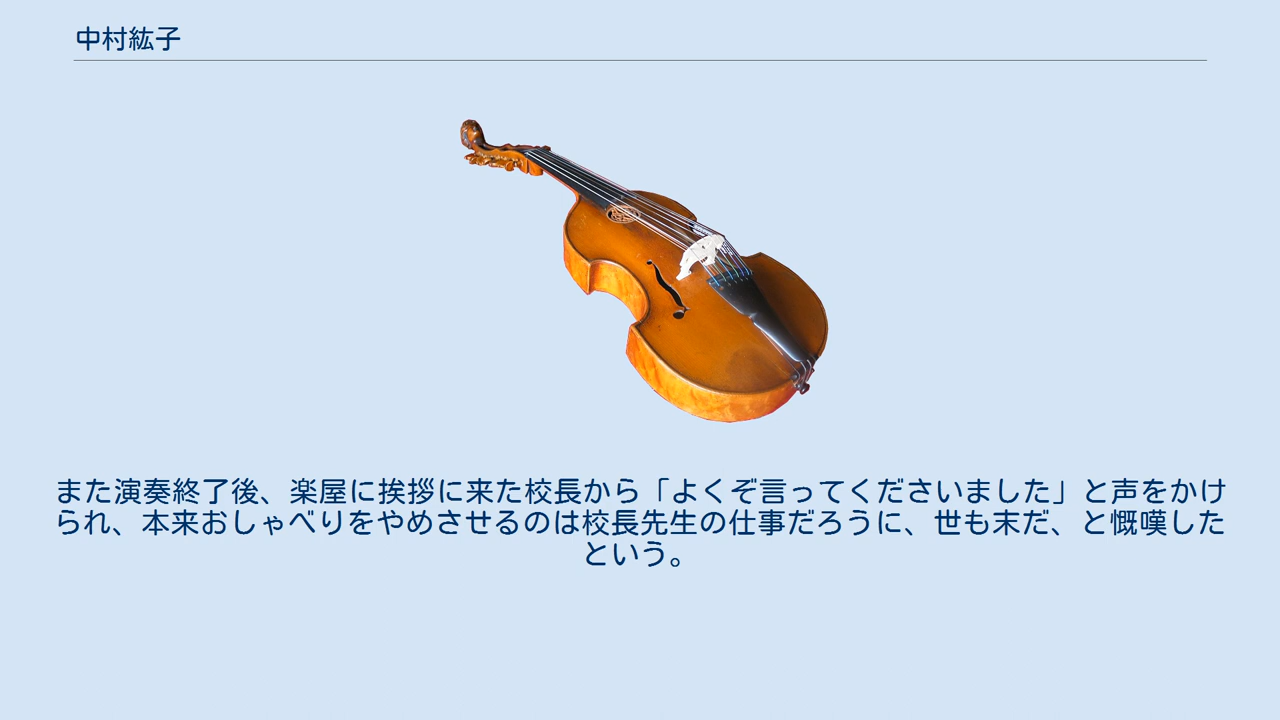 中村紘子
また演奏終了後、楽屋に挨拶に来た校長から「よくぞ言ってくださいました」と声をかけ
られ、本来おしゃべりをやめさせるのは校長先生の仕事だろうに、世も末だ、と慨嘆した
という。